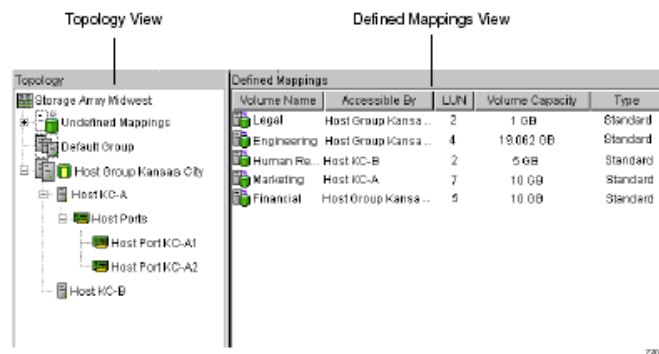 Topology View
Defined Mappings View
Topology
Storage Array Midwest
Undefined Mappings
Default Group
Host Group Kansas City
Host KC-A
Host Ports
Host Port KC-A1
Host Port KC-A2
Host KC-B
Defined Mappings
Volume Name Accessible By LUN Volume Capacity Type
Legal Host Group Kansa... 2 1 GB Standard
Engineering Host Group Kansa... 4 19.062 GB Standard
Human Re... Host KC-B 2 5 GB Standard
Marketing Host KC-A 7 10 GB Standard
Financial Host Group Kansa... 5 10 GB Standard